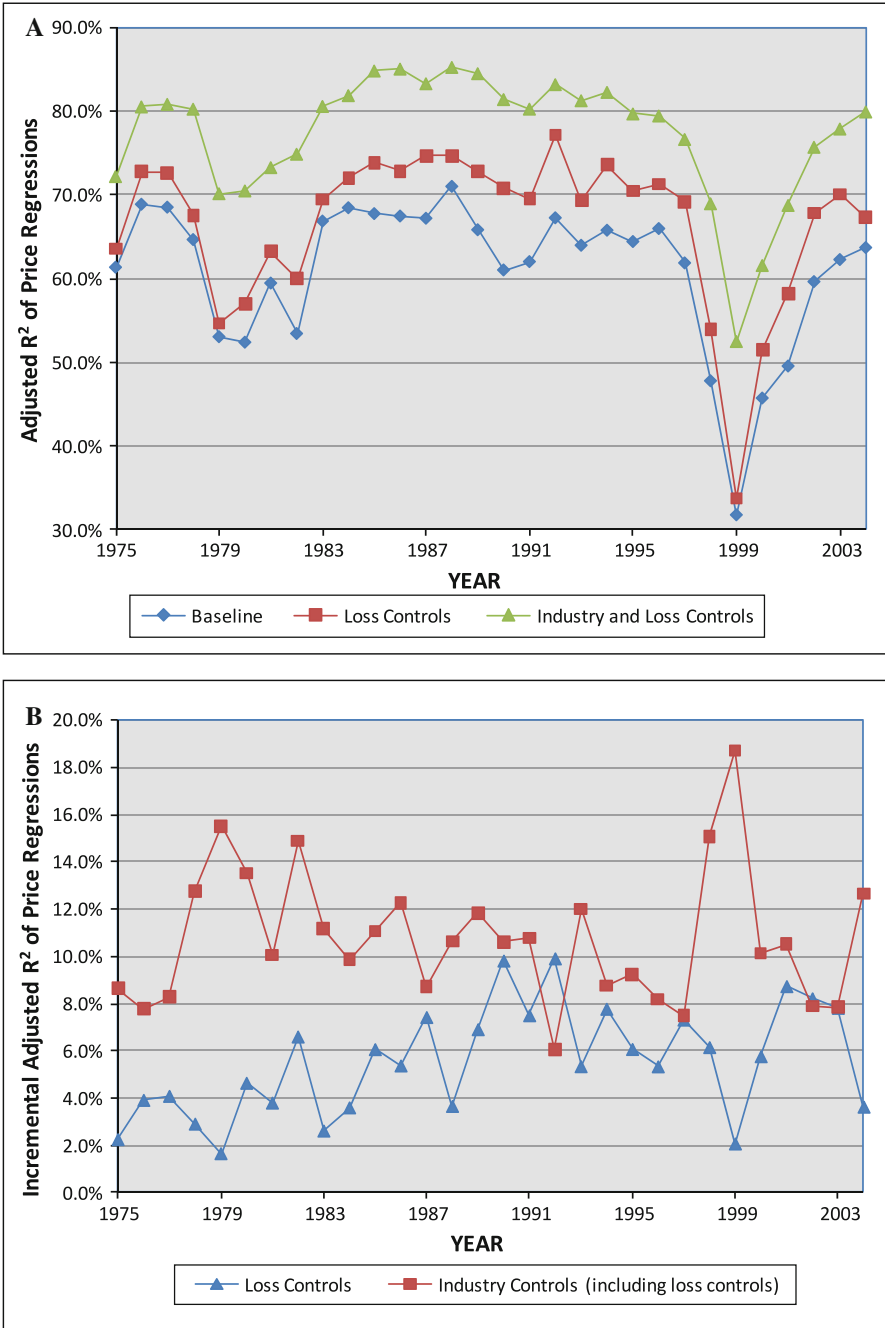 A
90.0%
80.0%
70.0%
60.0%
50.0%
40.0%
30.0%
Adjusted R² of Price Regressions
1975 1979 1983 1987 1991 1995 1999 2003
YEAR
Baseline Loss Controls Industry and Loss Controls
B
20.0%
18.0%
16.0%
14.0%
12.0%
10.0%
8.0%
6.0%
4.0%
2.0%
0.0%
Incremental Adjusted R² of Price Regressions
1975 1979 1983 1987 1991 1995 1999 2003
YEAR
Loss Controls Industry Controls (including loss controls)